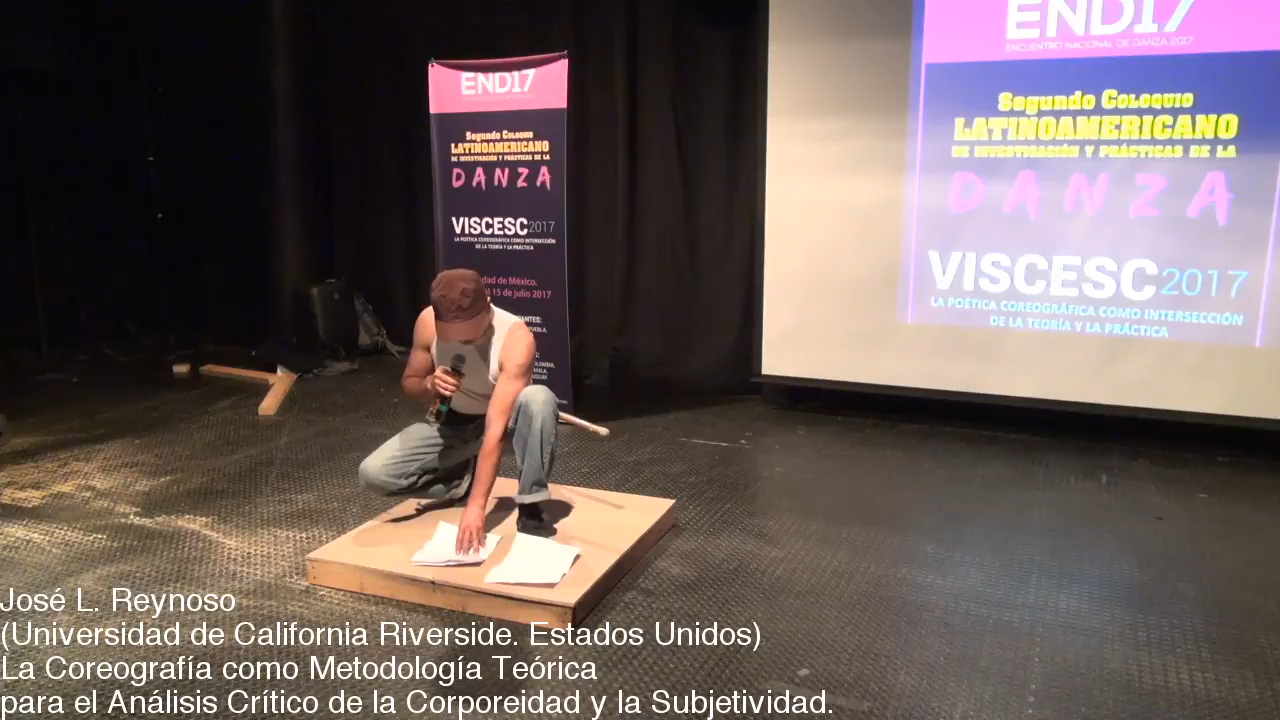 END17
Segundo Coloquio
LATINOAMERICANO
DE INVESTIGACIÓN Y PRÁCTICAS DE LA
DANZA
VISCESC2017
LA POÉTICA COREOGRÁFICA COMO INTERSECCIÓN
DE LA TEORÍA Y LA PRÁCTICA
dad de México.
15 de julio 2017
END17
ENCUENTRO NACIONAL DE DANZA 2017
Segundo Coloquio
LATINOAMERICANO
DE INVESTIGACIÓN Y PRÁCTICAS DE LA
DANZA
VISCESC2017
LA POÉTICA COREOGRÁFICA COMO INTERSECCIÓN
DE LA TEORÍA Y LA PRÁCTICA
José L. Reynoso
(Universidad de California Riverside. Estados Unidos)
La Coreografía como Metodología Teórica
para el Análisis Crítico de la Corporeidad y la Subjetividad.